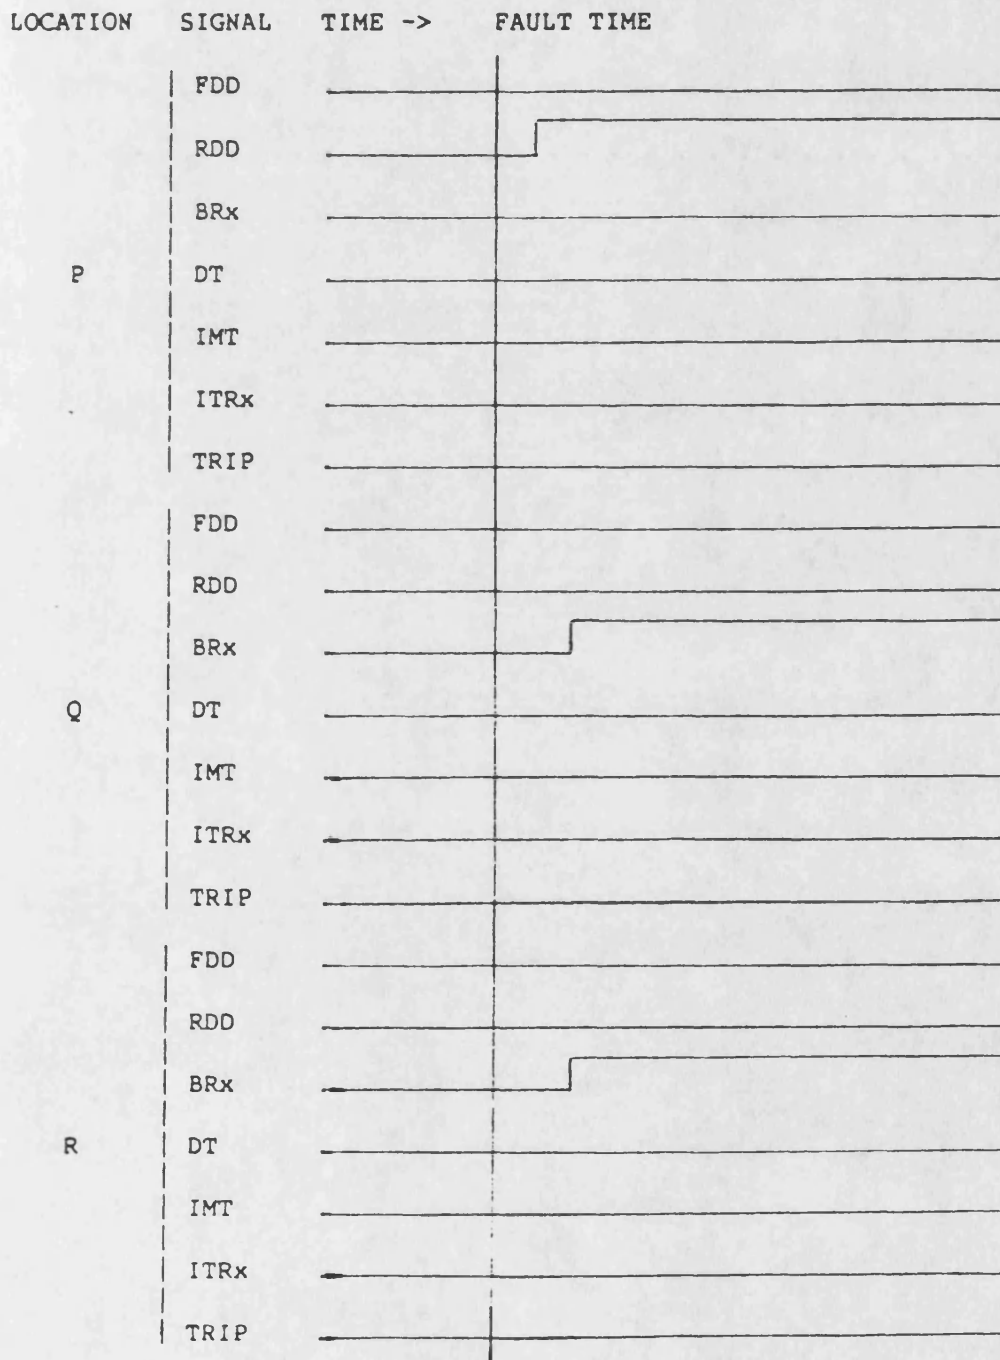 LOCATION SIGNAL TIME -> FAULT TIME
FDD
RDD
BRx
P DT
IMT
ITRx
TRIP
FDD
RDD
BRx
Q DT
IMT
ITRx
TRIP
FDD
RDD
BRx
R DT
IMT
ITRx
TRIP